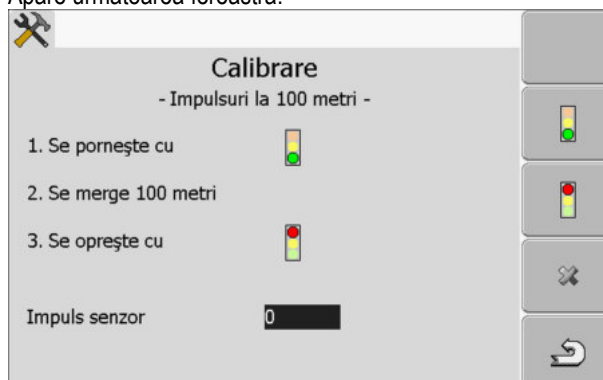 Apare următoarea fereastră:
Calibrare
- Impulsuri la 100 metri -
1. Se porneşte cu
2. Se merge 100 metri
3. Se opreşte cu
Impuls senzor
0